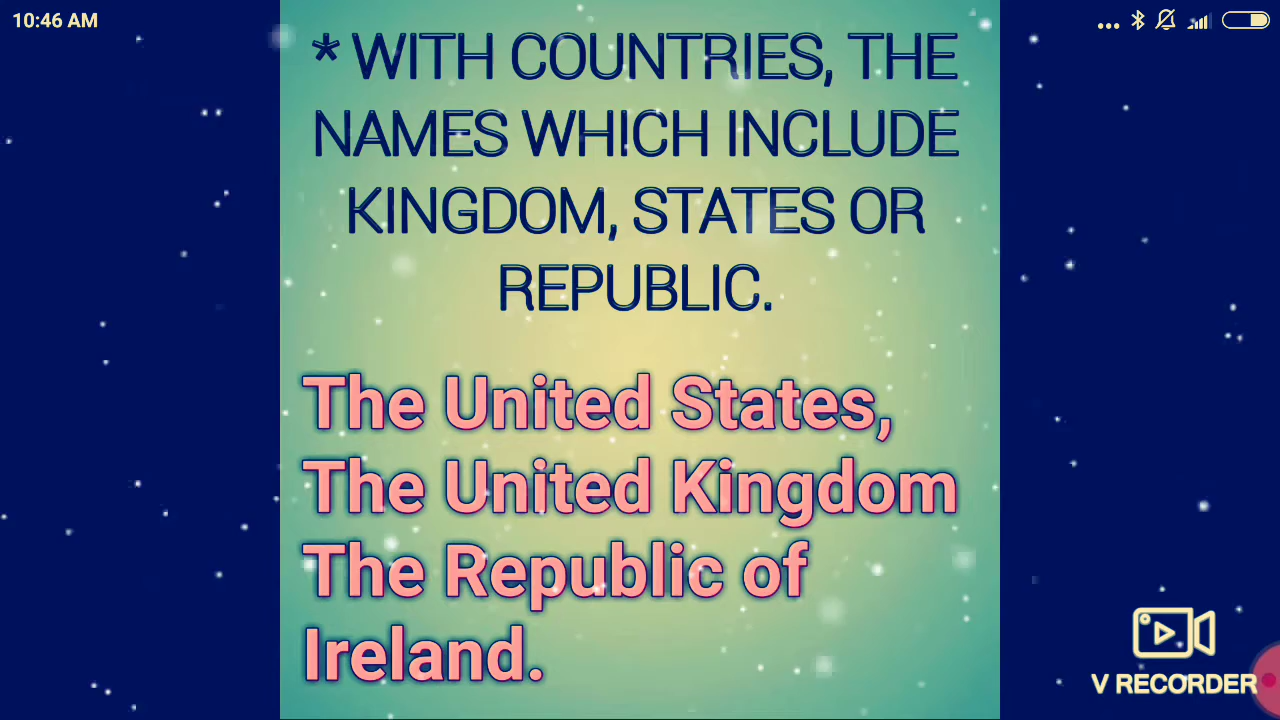 10:46 AM
* WITH COUNTRIES, THE
NAMES WHICH INCLUDE
KINGDOM, STATES OR
REPUBLIC.
The United States,
The United Kingdom
The Republic of
Ireland.
V RECORDER